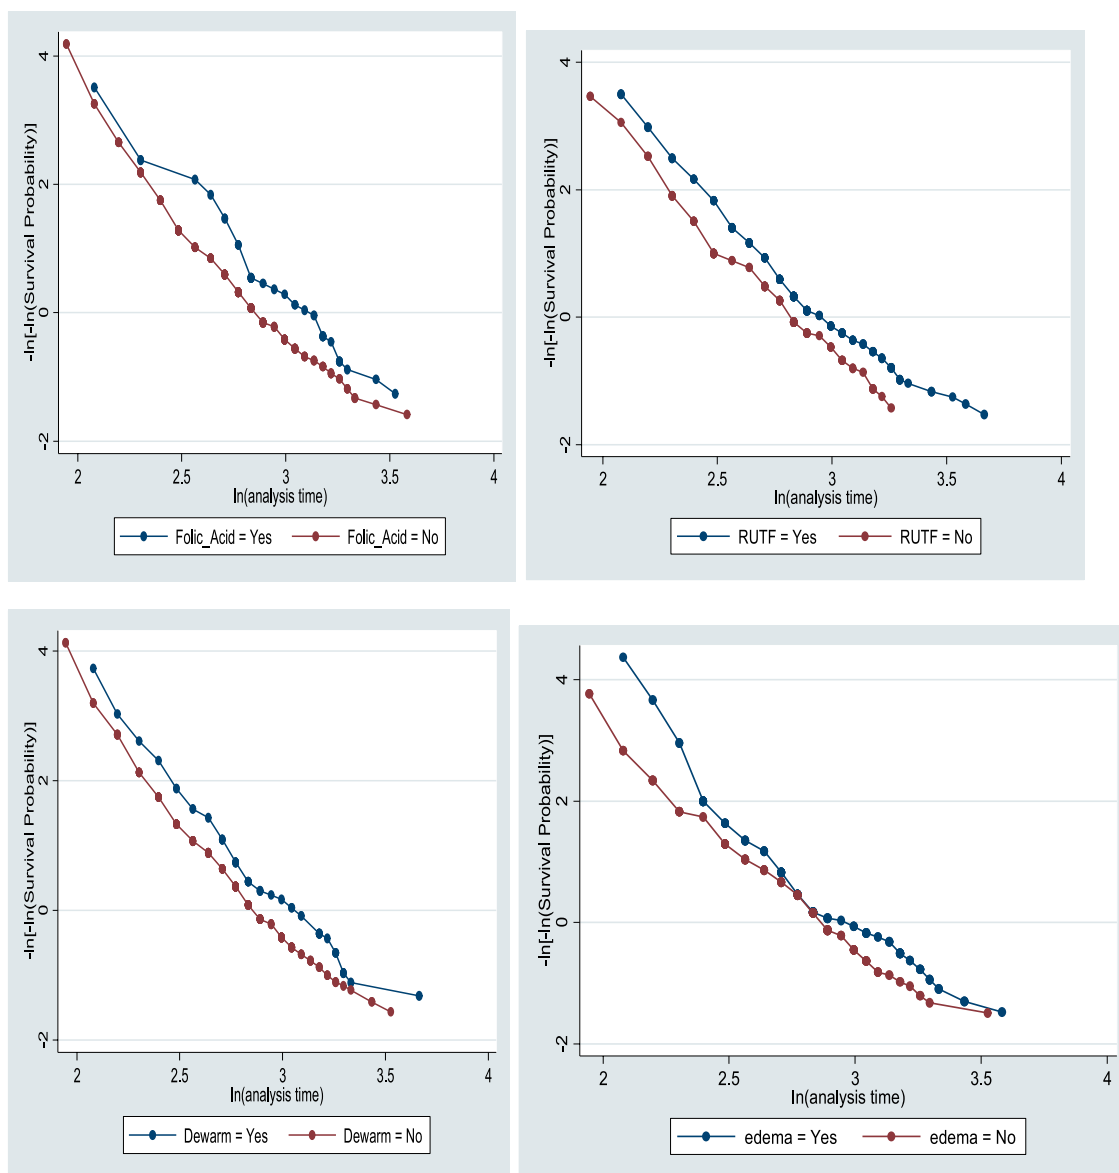 -ln[-ln(Survival Probability)]
4
2
0
-2
2
2.5
3
3.5
4
ln(analysis time)
Folic_Acid = Yes
Folic_Acid = No
-ln[-ln(Survival Probability)]
4
2
0
-2
2
2.5
3
3.5
4
ln(analysis time)
RUTF = Yes
RUTF = No
-ln[-ln(Survival Probability)]
4
2
0
-2
2
2.5
3
3.5
4
ln(analysis time)
Dewarm = Yes
Dewarm = No
-ln[-ln(Survival Probability)]
4
2
0
-2
2
2.5
3
3.5
4
ln(analysis time)
edema = Yes
edema = No